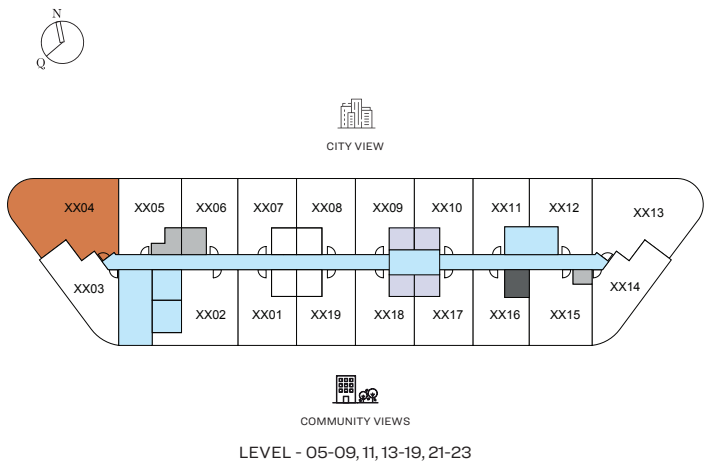 N
Q
CITY VIEW
XX04 XX05 XX06 XX07 XX08 XX09 XX10 XX11 XX12 XX13
XX03 XX14
XX02 XX01 XX19 XX18 XX17 XX16 XX15
COMMUNITY VIEWS
LEVEL - 05-09, 11, 13-19, 21-23